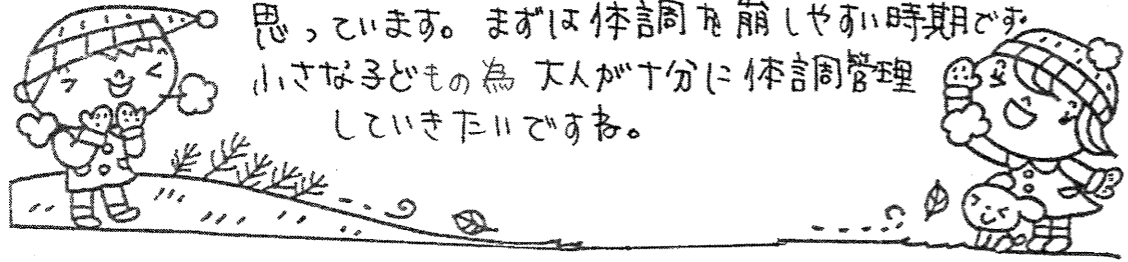 思っています。まずは体調を崩しやすい時期です
小さな子どもの為 大人が十分に体調管理
していきたいですね。